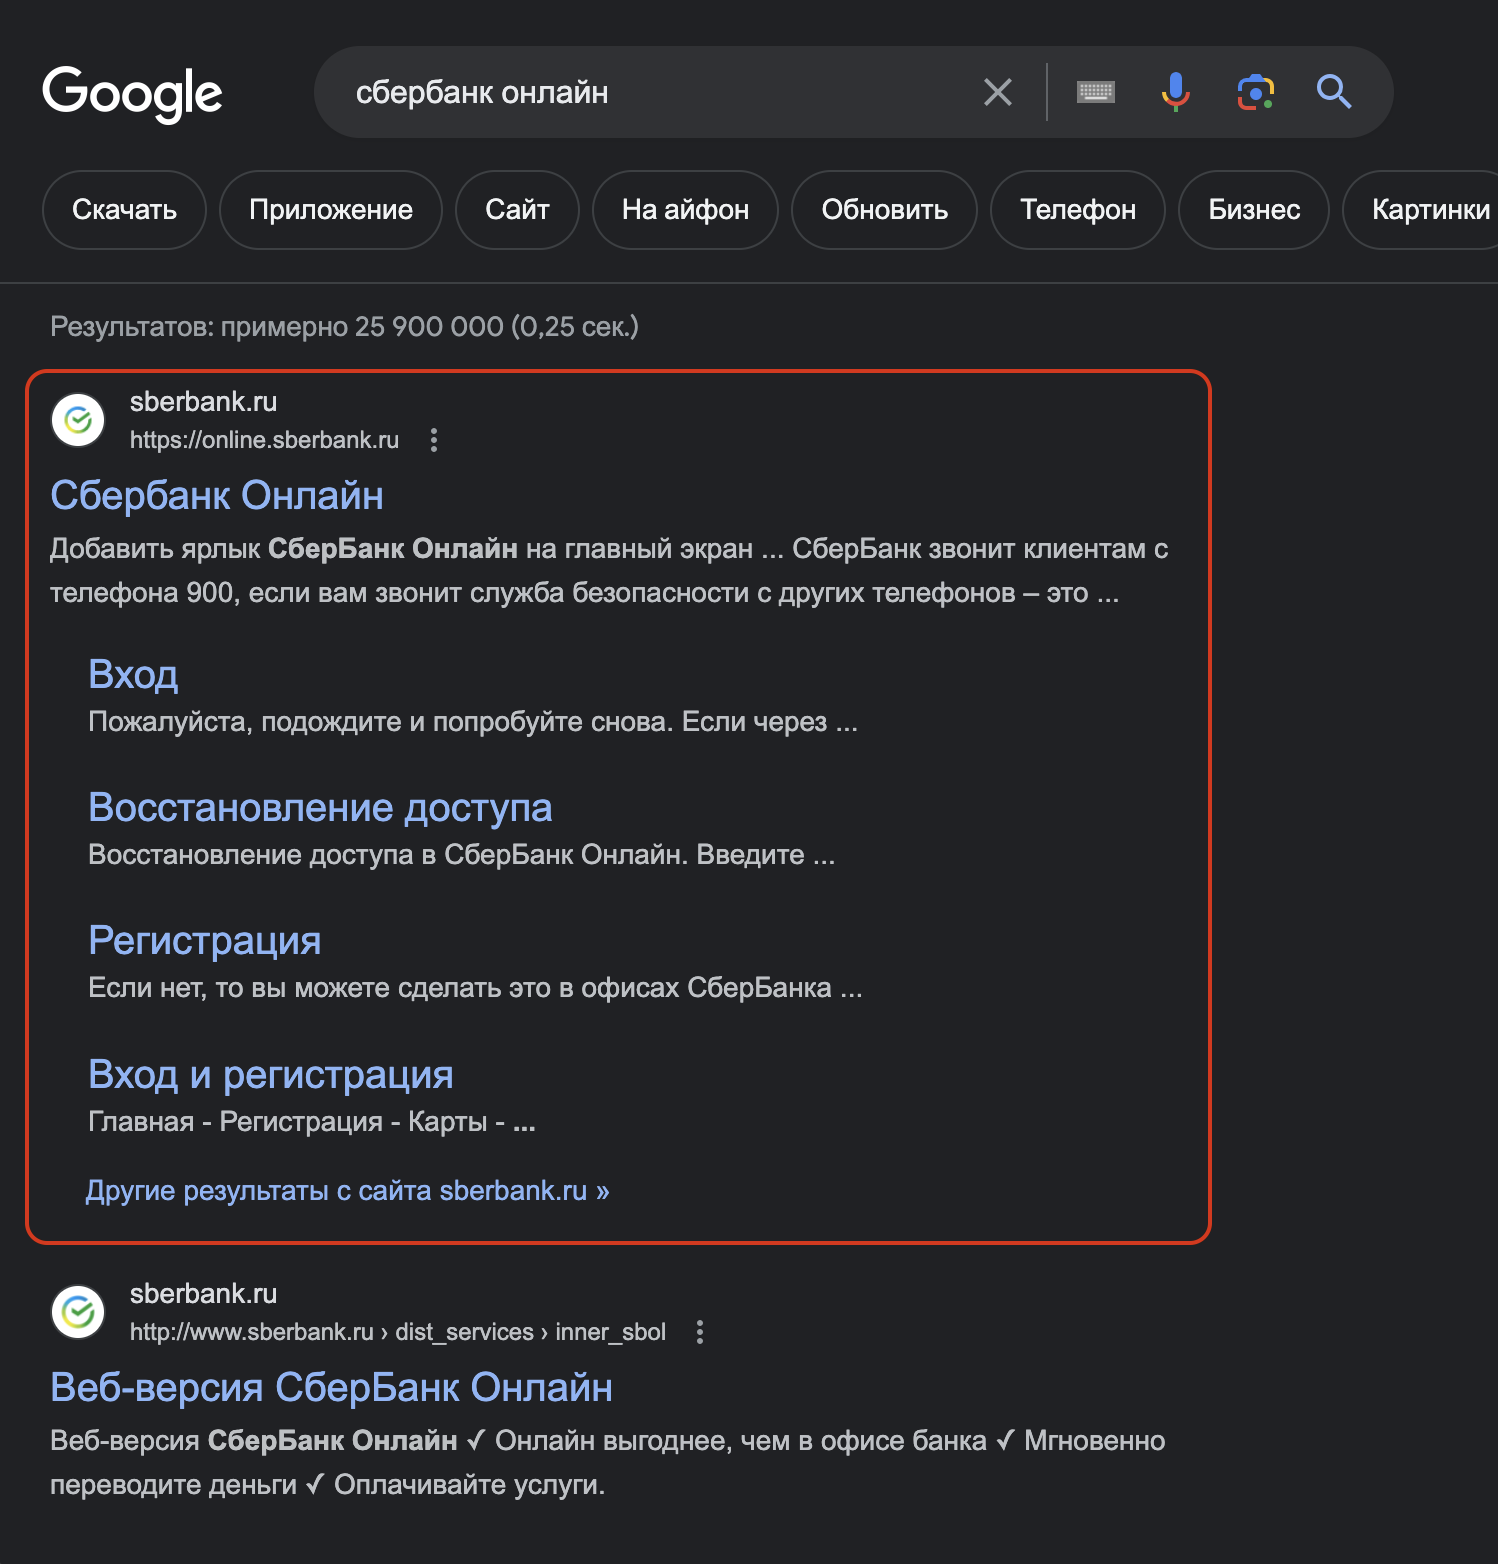 Google
сбербанк онлайн
Скачать
Приложение
Сайт
На айфон
Обновить
Телефон
Бизнес
Картинки
Результатов: примерно 25 900 000 (0,25 сек.)
sberbank.ru
https://online.sberbank.ru
Сбербанк Онлайн
Добавить ярлык СберБанк Онлайн на главный экран ... СберБанк звонит клиентам с
телефона 900, если вам звонит служба безопасности с других телефонов – это ...
Вход
Пожалуйста, подождите и попробуйте снова. Если через ...
Восстановление доступа
Восстановление доступа в СберБанк Онлайн. Введите ...
Регистрация
Если нет, то вы можете сделать это в офисах СберБанка ...
Вход и регистрация
Главная - Регистрация - Карты - ...
Другие результаты с сайта sberbank.ru »
sberbank.ru
http://www.sberbank.ru › dist_services › inner_sbol
Веб-версия СберБанк Онлайн
Веб-версия СберБанк Онлайн ✓ Онлайн выгоднее, чем в офисе банка ✓ Мгновенно
переводите деньги ✓ Оплачивайте услуги.